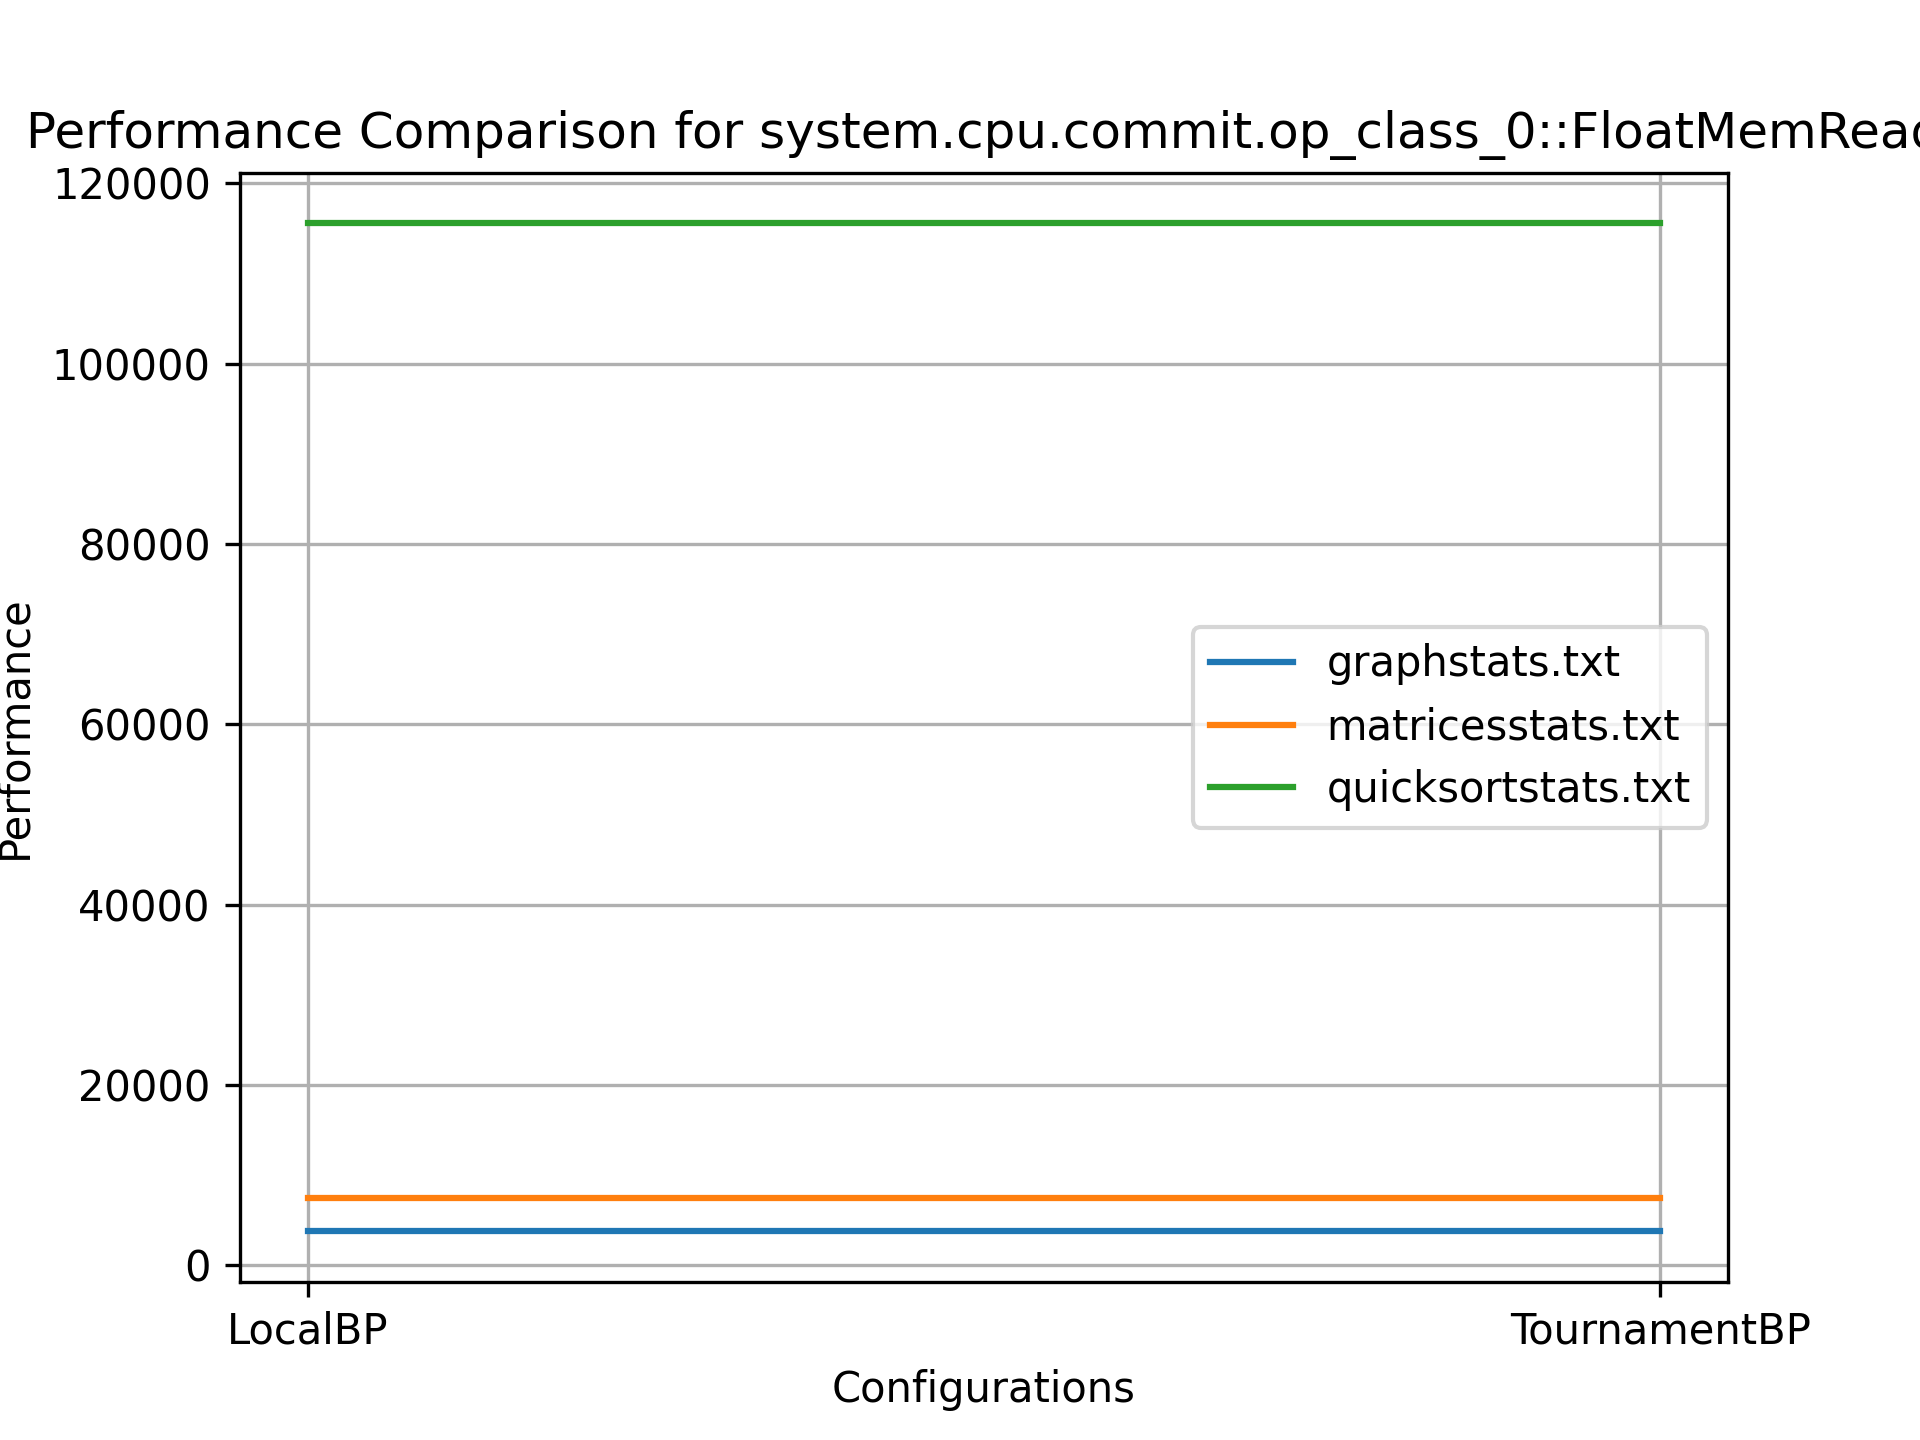 Performance Comparison for system.cpu.commit.op_class_0::FloatMemRead
120000
100000
80000
60000
40000
20000
0
Performance
graphstats.txt
matricesstats.txt
quicksortstats.txt
LocalBP
TournamentBP
Configurations